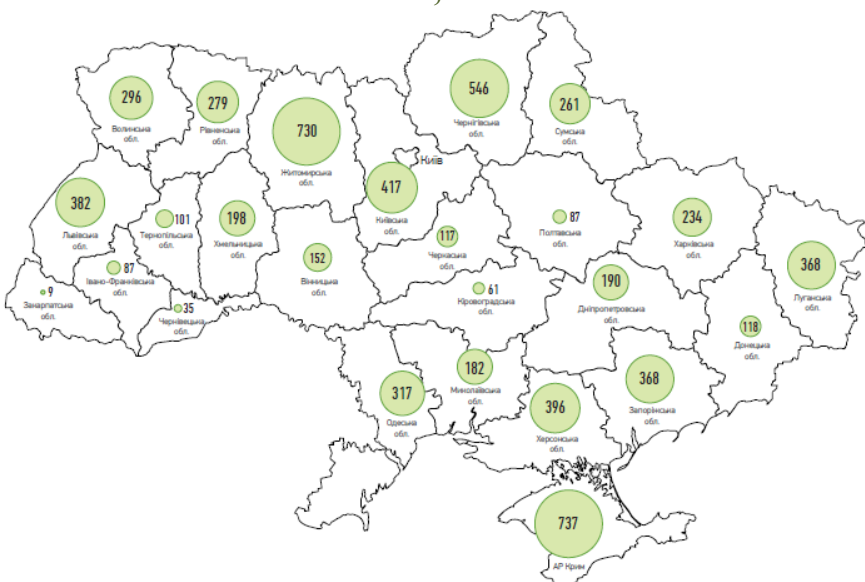 546
Чернігівська
обл.
261
Сумська
обл.
296
Волинська
обл.
279
Рівненська
обл.
730
Житомирська
обл.
Київ
417
Київська
обл.
382
Львівська
обл.
101
Тернопільська
обл.
198
Хмельницька
обл.
117
Черкаська
обл.
87
Полтавська
обл.
234
Харківська
обл.
368
Луганська
обл.
152
Вінницька
обл.
87
Івано-Франківська
обл.
9
Закарпатська
обл.
35
Чернівецька
обл.
61
Кіровоградська
обл.
190
Дніпропетровська
обл.
118
Донецька
обл.
317
Одеська
обл.
182
Миколаївська
обл.
396
Херсонська
обл.
368
Запорізька
обл.
737
АР Крим